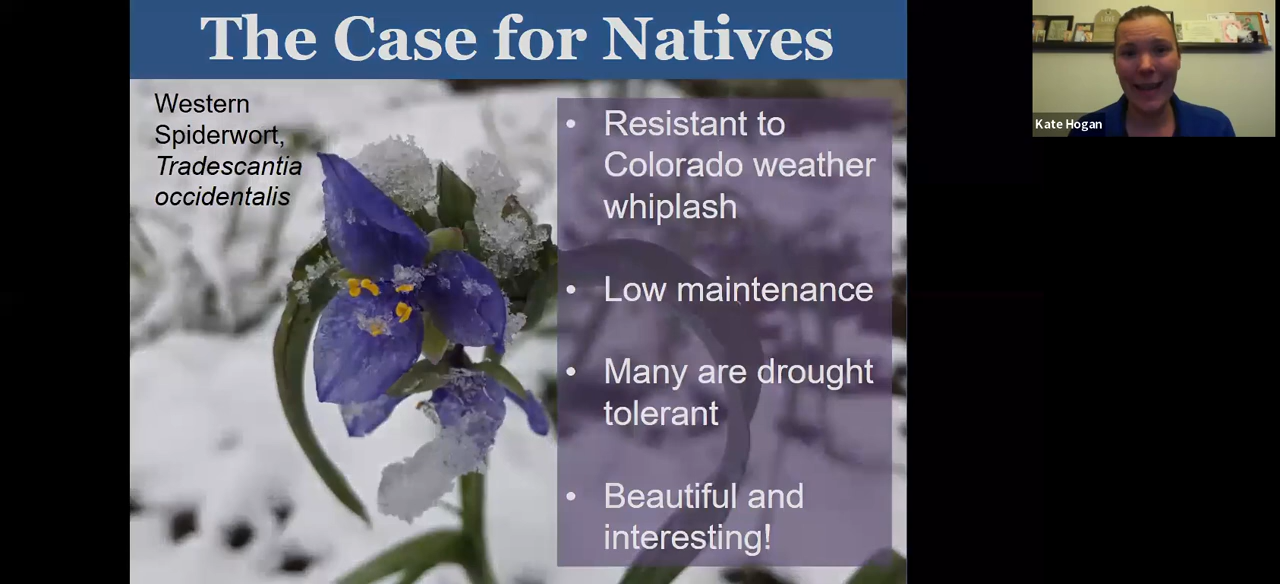 The Case for Natives
Western
Spiderwort,
Tradescantia
occidentalis
• Resistant to
Colorado weather
whiplash
• Low maintenance
• Many are drought
tolerant
• Beautiful and
interesting!
Kate Hogan
LOVE